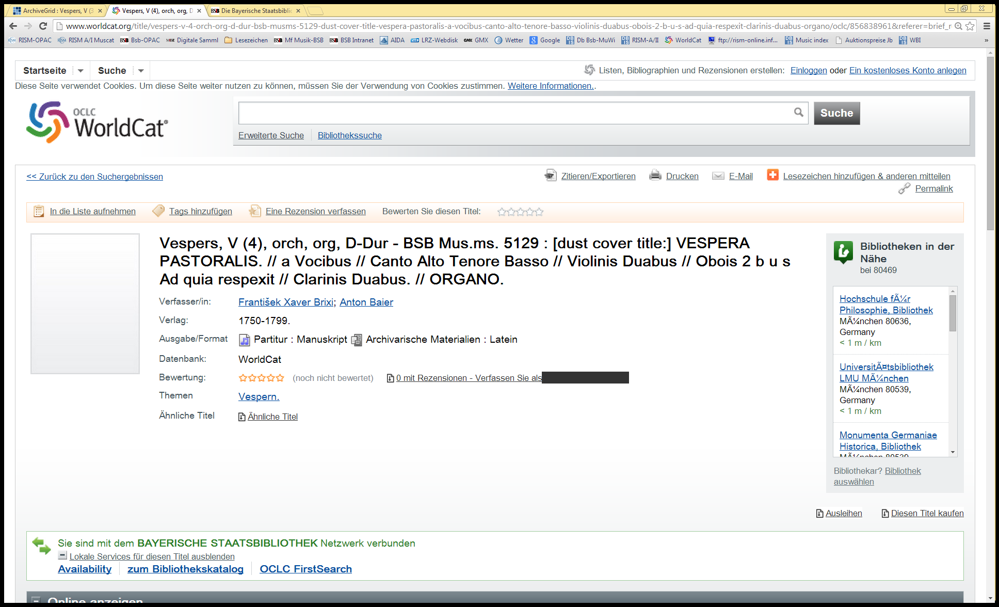 ArchiveGrid : Vespers, V (3
Vespers, V (4), orch, org, D
BSB Die Bayerische Staatsbiblio
www.worldcat.org/title/vespers-v-4-orch-org-d-dur-bsb-musms-5129-dust-cover-title-vespera-pastoralis-a-vocibus-canto-alto-tenore-basso-violinis-duabus-obois-2-b-u-s-ad-quia-respexit-clarinis-duabus-organo/oclc/856838961&referer=brief_r
RISM-OPAC RISM A/I Muscat BSB Bsb-OPAC MDZ Digitale Samml Lesezeichen BSB Mf Musik-BSB BSB BSB Intranet AIDA LRZ-Webdisk GMX GMX Wetter Google DBIS Db Bsb-MuWi DBIS RISM-A/II WorldCat ftp://rism-online.inf... DBIS Music index Auktionspreise Jb DBIS WBI »
Startseite Suche
Listen, Bibliographien und Rezensionen erstellen: Einloggen oder Ein kostenloses Konto anlegen
Diese Seite verwendet Cookies. Um diese Seite weiter nutzen zu können, müssen Sie der Verwendung von Cookies zustimmen. Weitere Informationen..
OCLC
WorldCat®
Suche
Erweiterte Suche Bibliothekssuche
<< Zurück zu den Suchergebnissen
Zitieren/Exportieren Drucken E-Mail Lesezeichen hinzufügen & anderen mitteilen
Permalink
In die Liste aufnehmen Tags hinzufügen Eine Rezension verfassen Bewerten Sie diesen Titel:
Vespers, V (4), orch, org, D-Dur - BSB Mus.ms. 5129 : [dust cover title:] VESPERA
PASTORALIS. // a Vocibus // Canto Alto Tenore Basso // Violinis Duabus // Obois 2 b u s
Ad quia respexit // Clarinis Duabus. // ORGANO.
Verfasser/in: František Xaver Brixi; Anton Baier
Verlag: 1750-1799.
Ausgabe/Format Partitur : Manuskript Archivarische Materialien : Latein
Datenbank: WorldCat
Bewertung: (noch nicht bewertet) 0 mit Rezensionen - Verfassen Sie als
Themen Vespern.
Ähnliche Titel Ähnliche Titel
Bibliotheken in der
Nähe
bei 80469
Hochschule fÃ¼r
Philosophie, Bibliothek
MÃ¼nchen 80636,
Germany
< 1 m / km
UniversitÃ¤tsbibliothek
LMU MÃ¼nchen
MÃ¼nchen 80539,
Germany
< 1 m / km
Monumenta Germaniae
Historica, Bibliothek
MÃ¼nchen 80539
Bibliothekar? Bibliothek
auswählen
Ausleihen Diesen Titel kaufen
Sie sind mit dem BAYERISCHE STAATSBIBLIOTHEK Netzwerk verbunden
Lokale Services für diesen Titel ausblenden
Availability zum Bibliothekskatalog OCLC FirstSearch
Online anzeigen